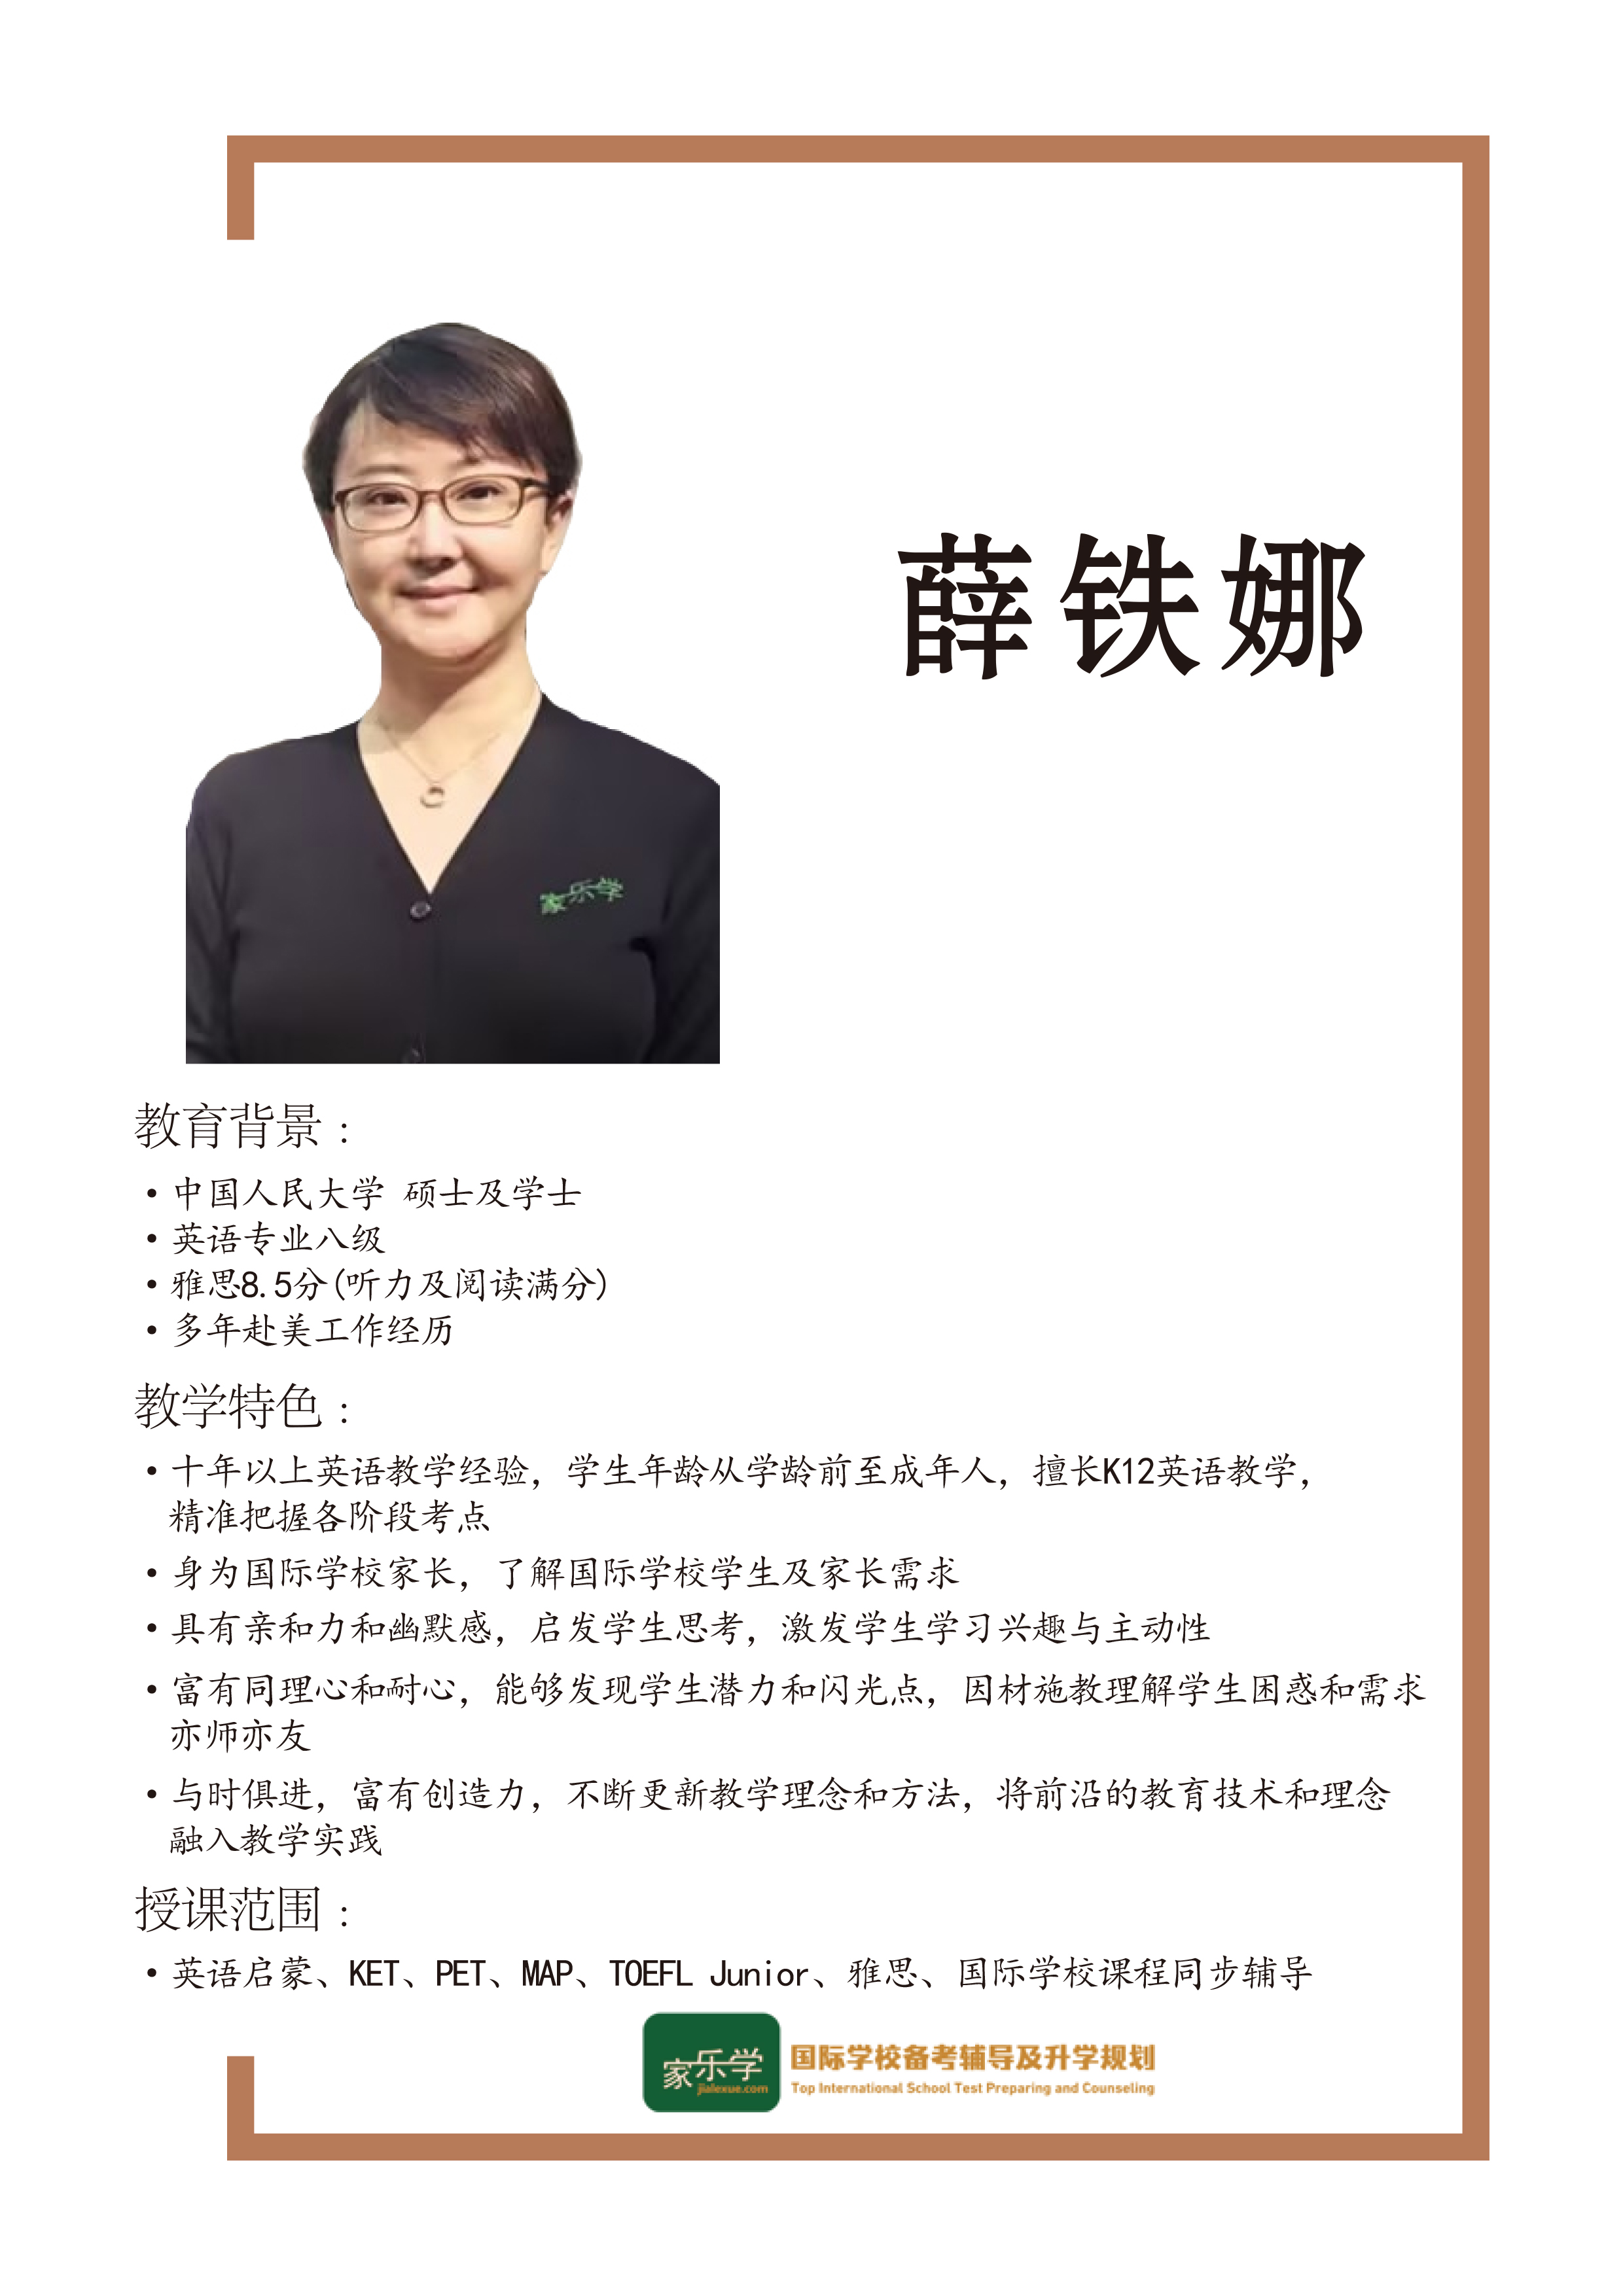 薛铁娜
家乐学
教育背景：
•中国人民大学 硕士及学士
•英语专业八级
•雅思8.5分(听力及阅读满分)
•多年赴美工作经历
教学特色：
•十年以上英语教学经验，学生年龄从学龄前至成年人，擅长K12英语教学，
精准把握各阶段考点
•身为国际学校家长，了解国际学校学生及家长需求
•具有亲和力和幽默感，启发学生思考，激发学生学习兴趣与主动性
•富有同理心和耐心，能够发现学生潜力和闪光点，因材施教理解学生困惑和需求
亦师亦友
•与时俱进，富有创造力，不断更新教学理念和方法，将前沿的教育技术和理念
融入教学实践
授课范围：
•英语启蒙、KET、PET、MAP、TOEFL Junior、雅思、国际学校课程同步辅导
家乐学
jialexue.com
国际学校备考辅导及升学规划
Top International School Test Preparing and Counseling